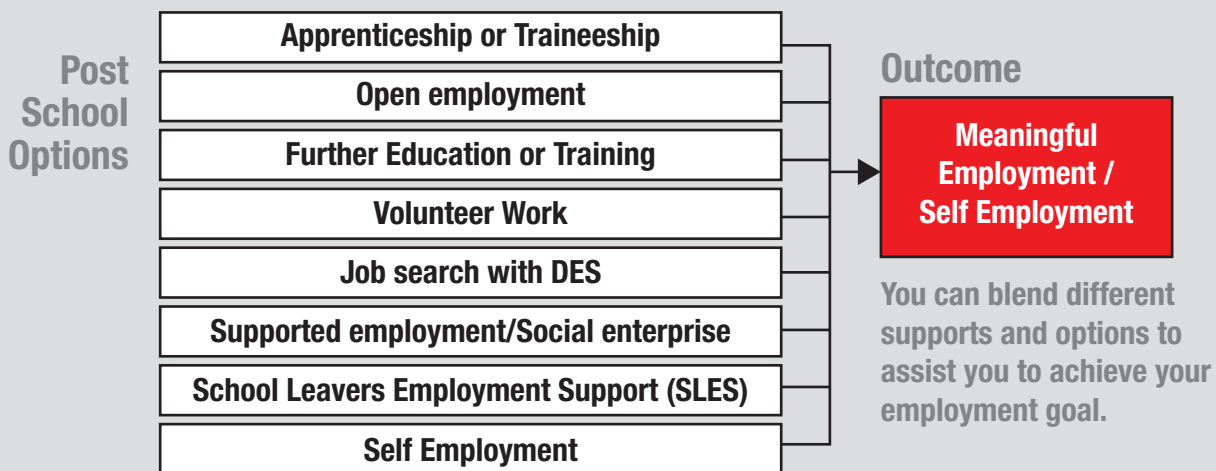 Post
School
Options
Apprenticeship or Traineeship
Open employment
Further Education or Training
Volunteer Work
Job search with DES
Supported employment/Social enterprise
School Leavers Employment Support (SLES)
Self Employment
Outcome
Meaningful
Employment /
Self Employment
You can blend different
supports and options to
assist you to achieve your
employment goal.